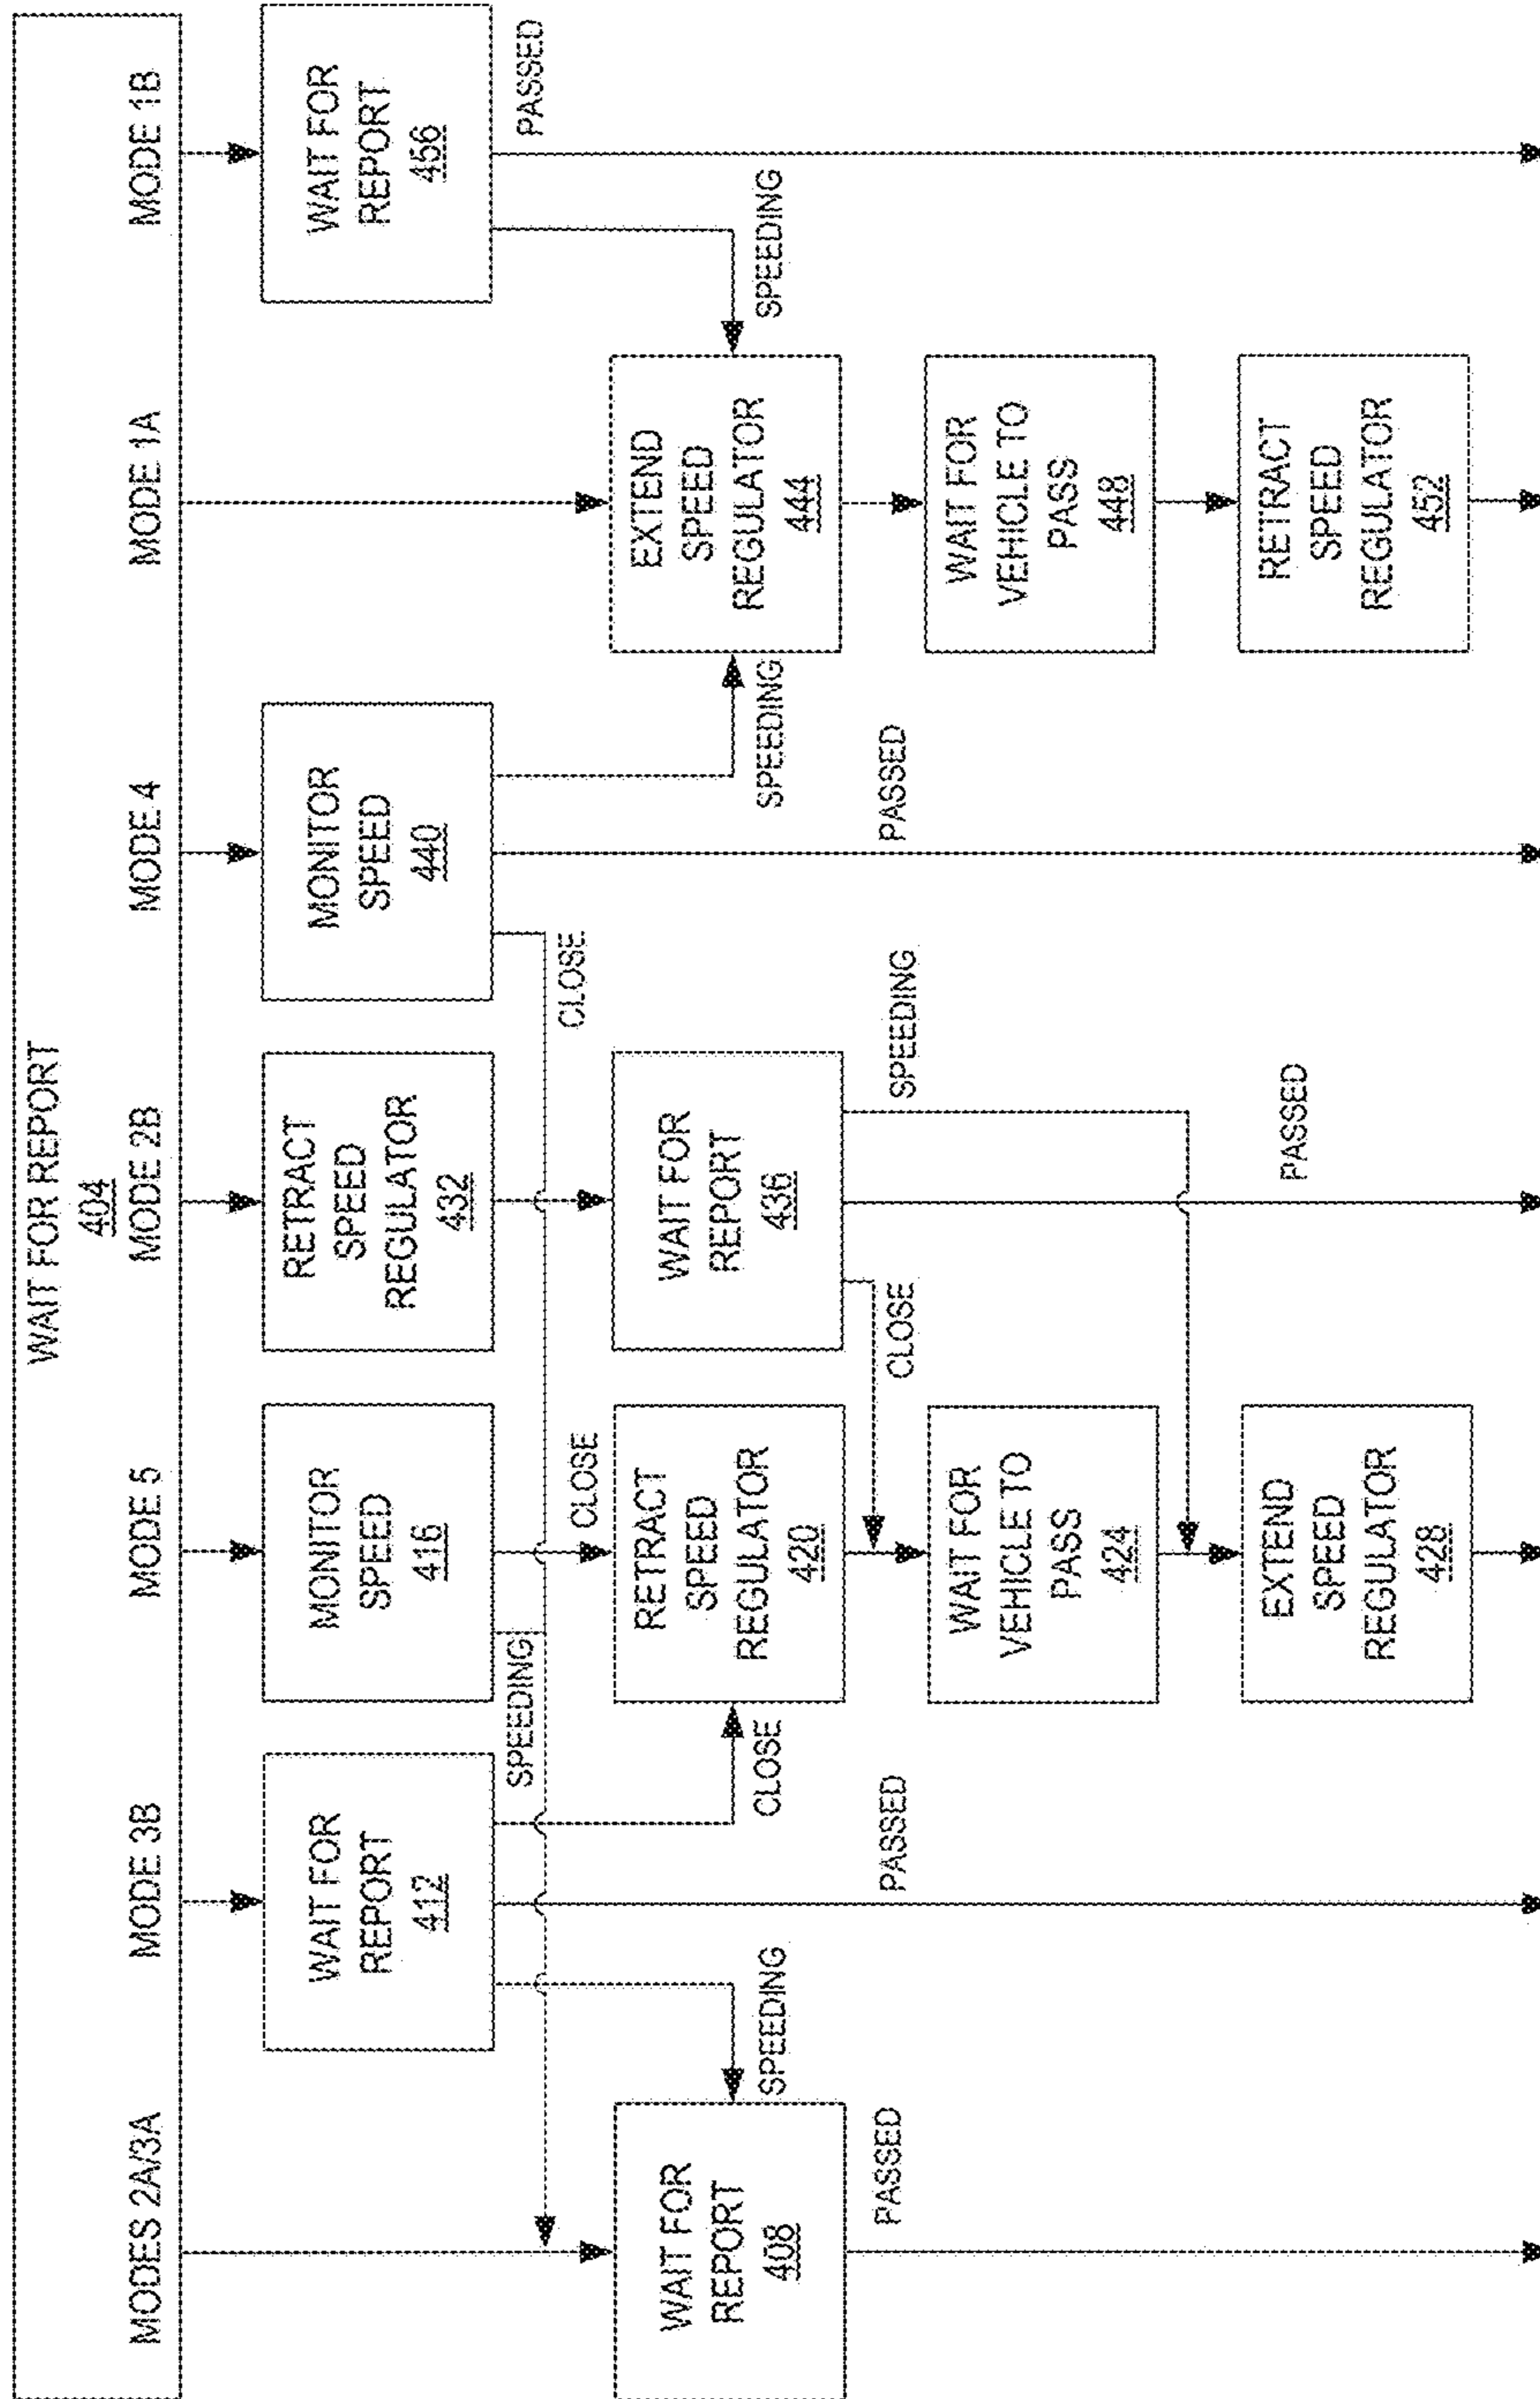 WAIT FOR REPORT
404
MODES 2A/3A
MODE 3B
MODE 5
MODE 2B
MODE 4
MODE 1A
MODE 1B
WAIT FOR
REPORT
412
MONITOR
SPEED
416
RETRACT
SPEED
REGULATOR
432
MONITOR
SPEED
440
WAIT FOR
REPORT
456
SPEEDING
CLOSE
CLOSE
PASSED
WAIT FOR
REPORT
408
SPEEDING
CLOSE
RETRACT
SPEED
REGULATOR
420
WAIT FOR
REPORT
436
SPEEDING
EXTEND
SPEED
REGULATOR
444
SPEEDING
PASSED
PASSED
CLOSE
SPEEDING
PASSED
WAIT FOR
VEHICLE TO
PASS
424
WAIT FOR
VEHICLE TO
PASS
448
PASSED
EXTEND
SPEED
REGULATOR
428
RETRACT
SPEED
REGULATOR
452